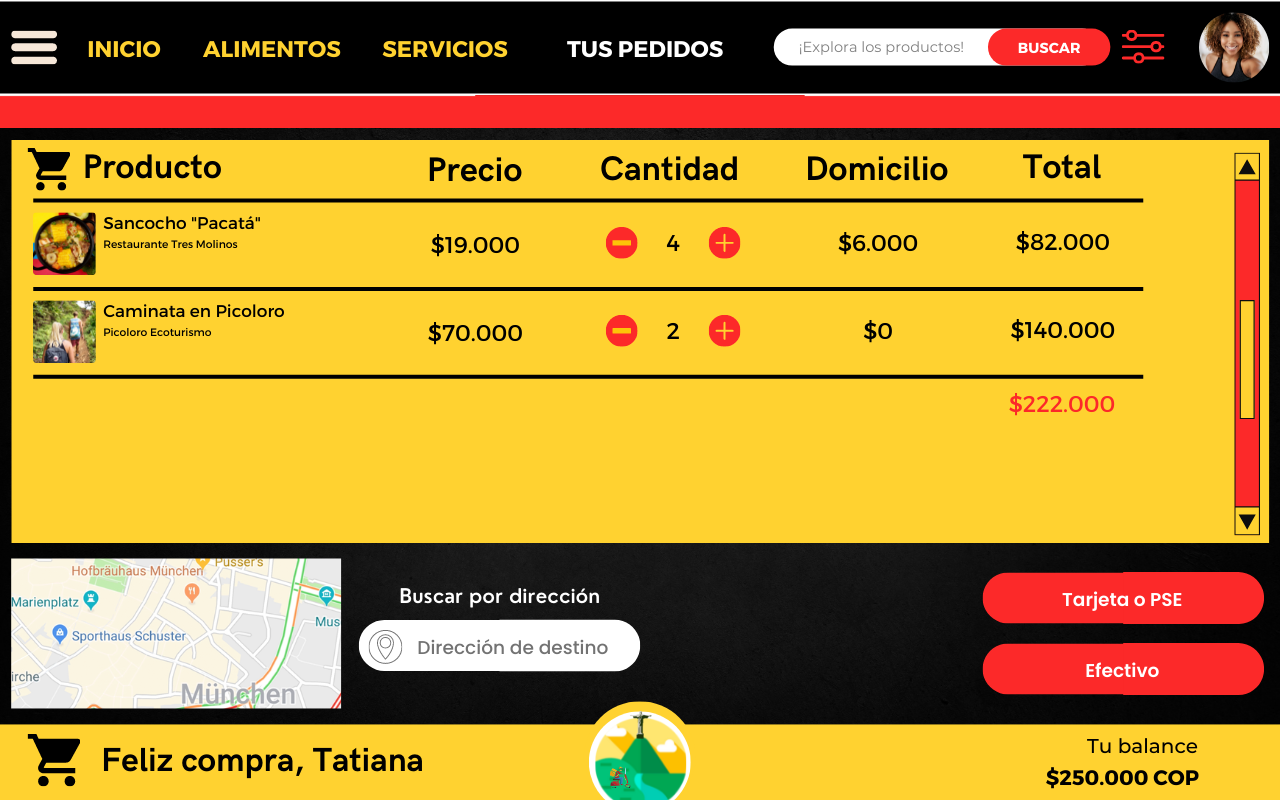 INICIO ALIMENTOS SERVICIOS TUS PEDIDOS ¡Explora los productos! BUSCAR
Producto Precio Cantidad Domicilio Total
Sancocho "Pacatá"
Restaurante Tres Molinos
$19.000 4 $6.000 $82.000
Caminata en Picoloro
Picoloro Ecoturismo
$70.000 2 $0 $140.000
$222.000
Pusser's
Hofbräuhaus München
Marienplatz
Mus
Sporthaus Schuster
irche
München
Buscar por dirección
Dirección de destino
Tarjeta o PSE
Efectivo
Feliz compra, Tatiana
Tu balance
$250.000 COP